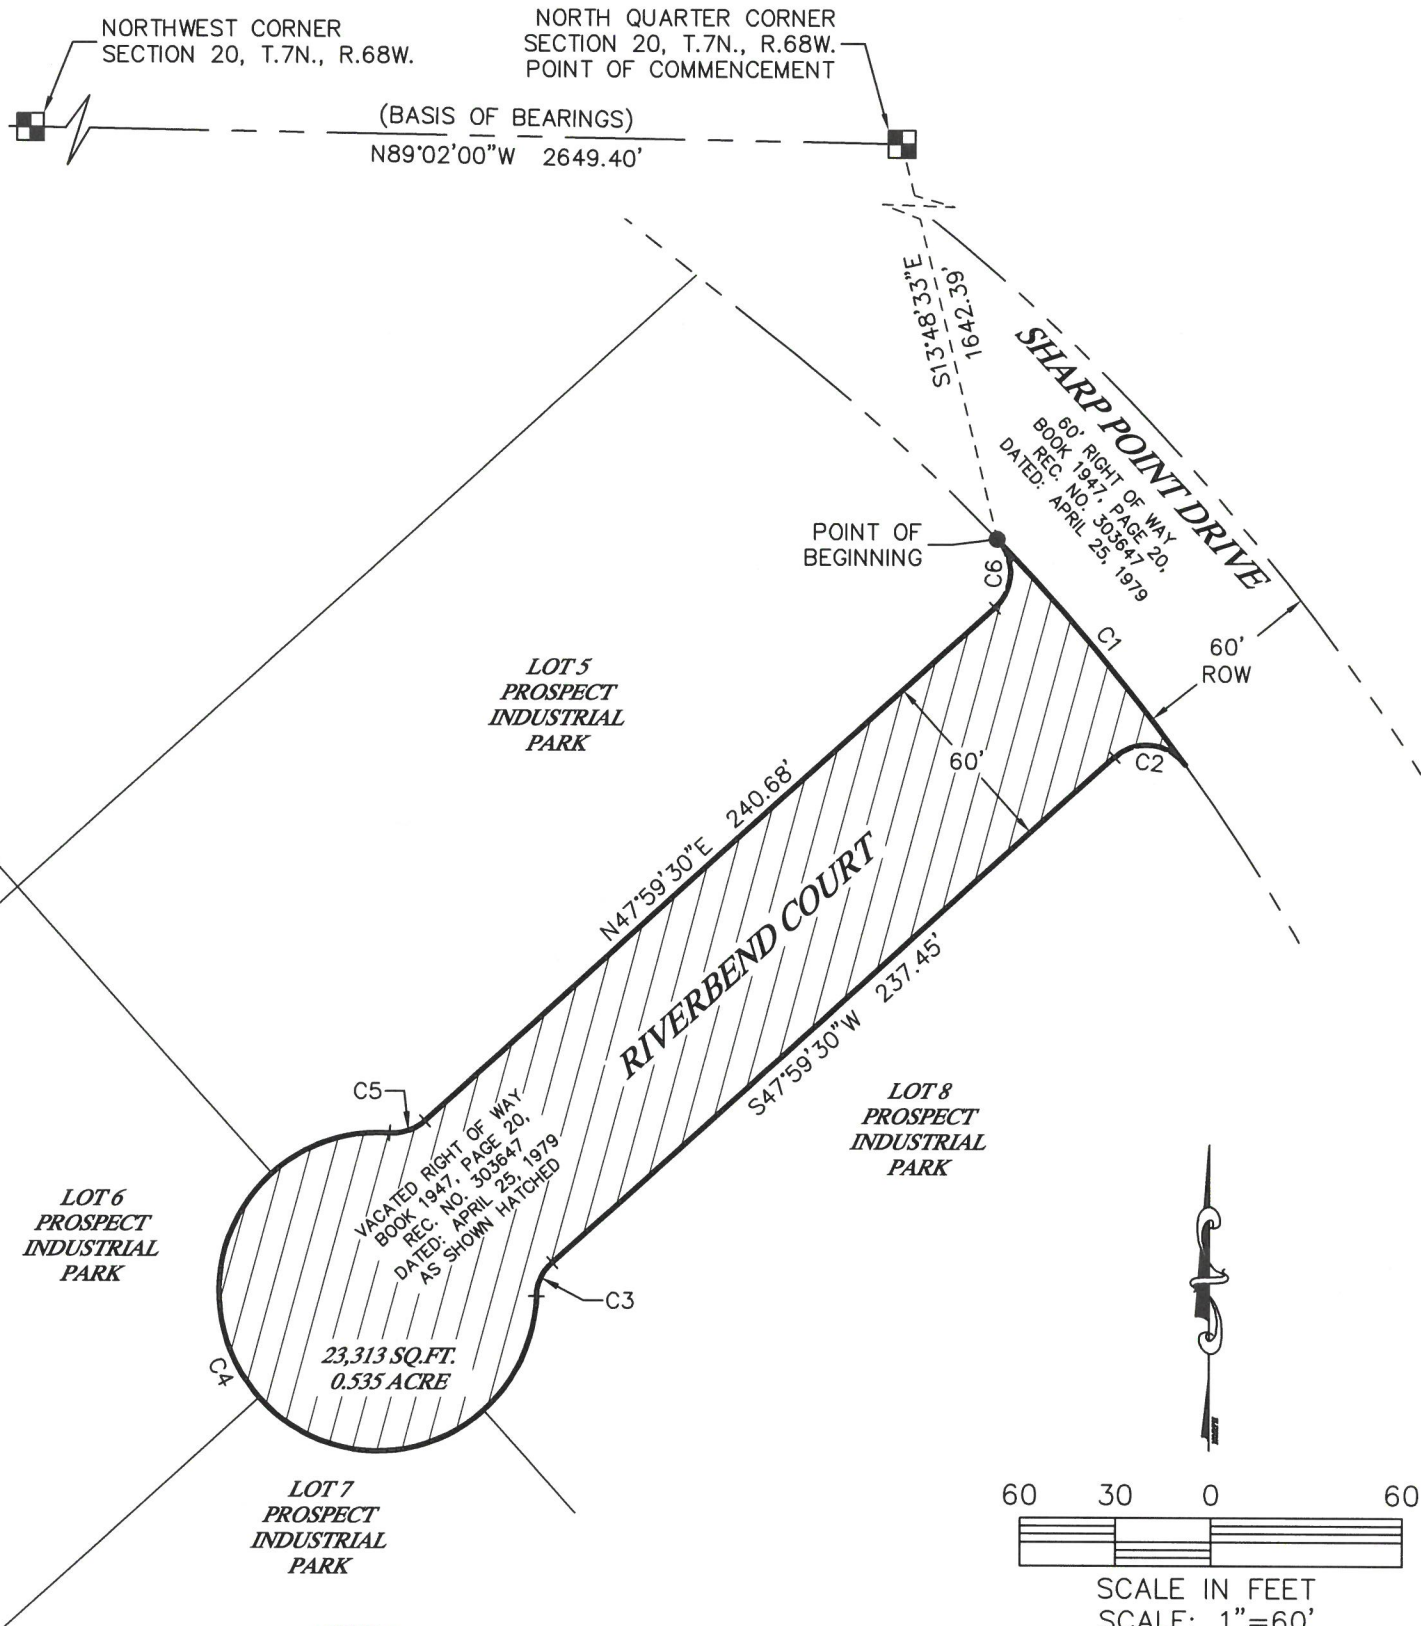 NORTHWEST CORNER
SECTION 20, T.7N., R.68W.
NORTH QUARTER CORNER
SECTION 20, T.7N., R.68W.
POINT OF COMMENCEMENT
(BASIS OF BEARINGS)
N89°02'00"W 2649.40'
S13°48'33"E
1642.39'
SHARP POINT DRIVE
60' RIGHT OF WAY
BOOK 1947, PAGE 20,
REC. NO. 303647
DATED: APRIL 25, 1979
POINT OF
BEGINNING
C6
C1
60'
ROW
LOT 5
PROSPECT
INDUSTRIAL
PARK
60'
C2
N47°59'30"E 240.68'
RIVERBEND COURT
S47°59'30"W 237.45'
C5
VACATED RIGHT OF WAY
BOOK 1947, PAGE 20,
REC. NO. 303647
DATED: APRIL 25, 1979
AS SHOWN HATCHED
LOT 8
PROSPECT
INDUSTRIAL
PARK
LOT 6
PROSPECT
INDUSTRIAL
PARK
C3
C4
23,313 SQ.FT.
0.535 ACRE
LOT 7
PROSPECT
INDUSTRIAL
PARK
60 30 0 60
SCALE IN FEET
SCALE: 1"=60'